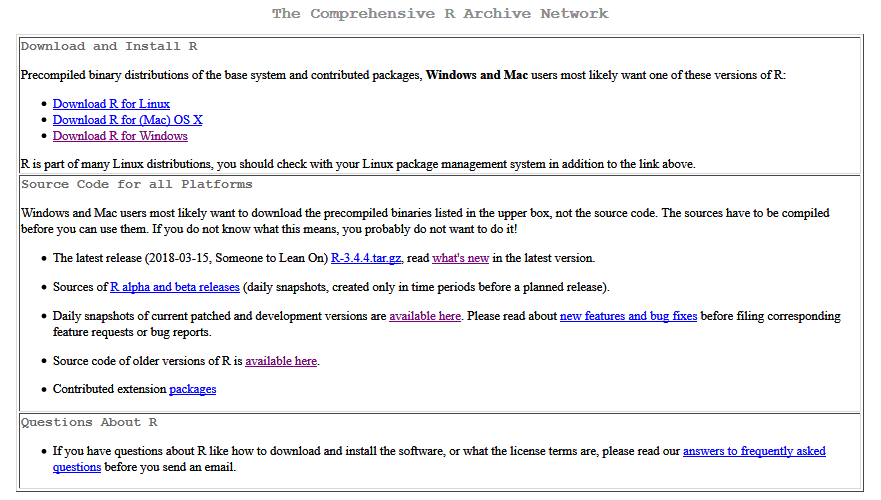 The Comprehensive R Archive Network
Download and Install R
Precompiled binary distributions of the base system and contributed packages, Windows and Mac users most likely want one of these versions of R:
• Download R for Linux
• Download R for (Mac) OS X
• Download R for Windows
R is part of many Linux distributions, you should check with your Linux package management system in addition to the link above.
Source Code for all Platforms
Windows and Mac users most likely want to download the precompiled binaries listed in the upper box, not the source code. The sources have to be compiled
before you can use them. If you do not know what this means, you probably do not want to do it!
• The latest release (2018-03-15, Someone to Lean On) R-3.4.4.tar.gz, read what's new in the latest version.
• Sources of R alpha and beta releases (daily snapshots, created only in time periods before a planned release).
• Daily snapshots of current patched and development versions are available here. Please read about new features and bug fixes before filing corresponding
feature requests or bug reports.
• Source code of older versions of R is available here.
• Contributed extension packages
Questions About R
• If you have questions about R like how to download and install the software, or what the license terms are, please read our answers to frequently asked
questions before you send an email.